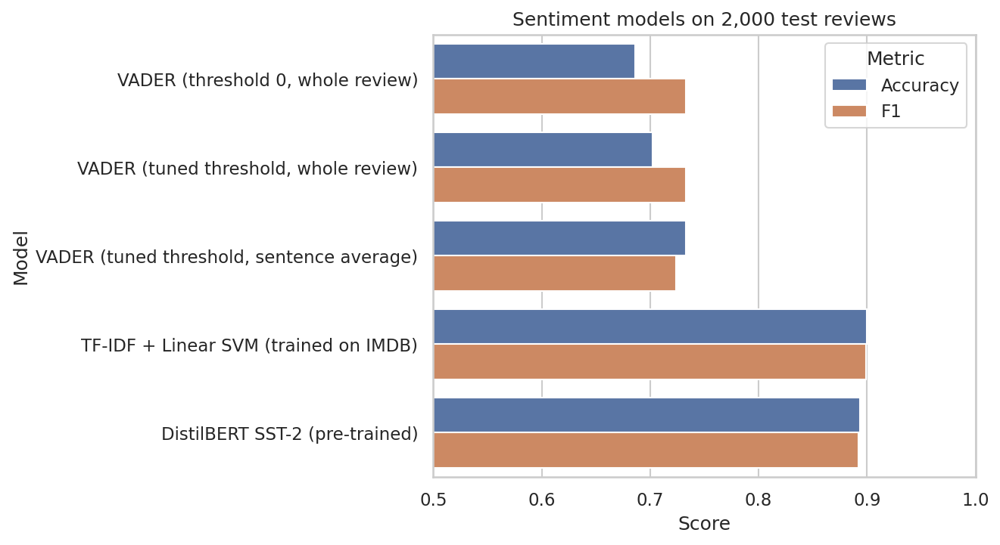 Sentiment models on 2,000 test reviews
Metric
Accuracy
F1
VADER (threshold 0, whole review)
VADER (tuned threshold, whole review)
VADER (tuned threshold, sentence average)
TF-IDF + Linear SVM (trained on IMDB)
DistilBERT SST-2 (pre-trained)
Model
0.5 0.6 0.7 0.8 0.9 1.0
Score